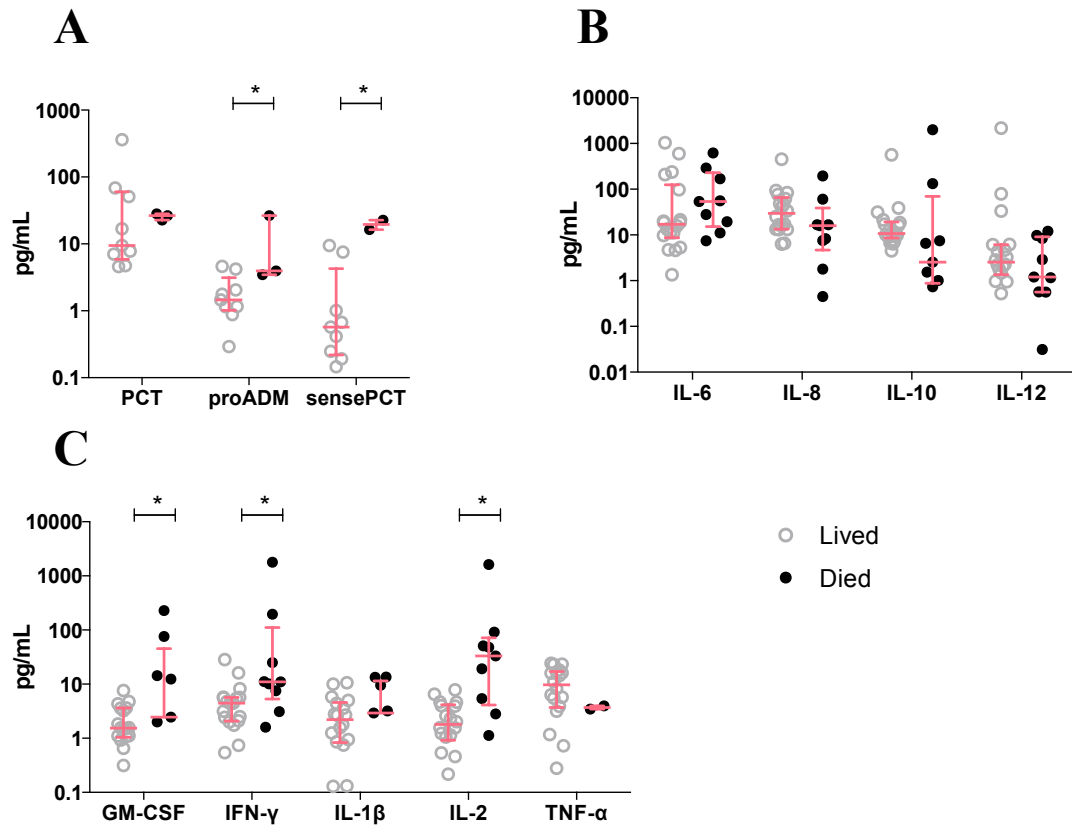 A
* *
1000
100
10
1
0.1
pg/mL
PCT proADM sensePCT
B
10000
1000
100
10
1
0.1
0.01
pg/mL
IL-6 IL-8 IL-10 IL-12
C
* * *
10000
1000
100
10
1
0.1
pg/mL
GM-CSF IFN-γ IL-1β IL-2 TNF-α
Lived
Died